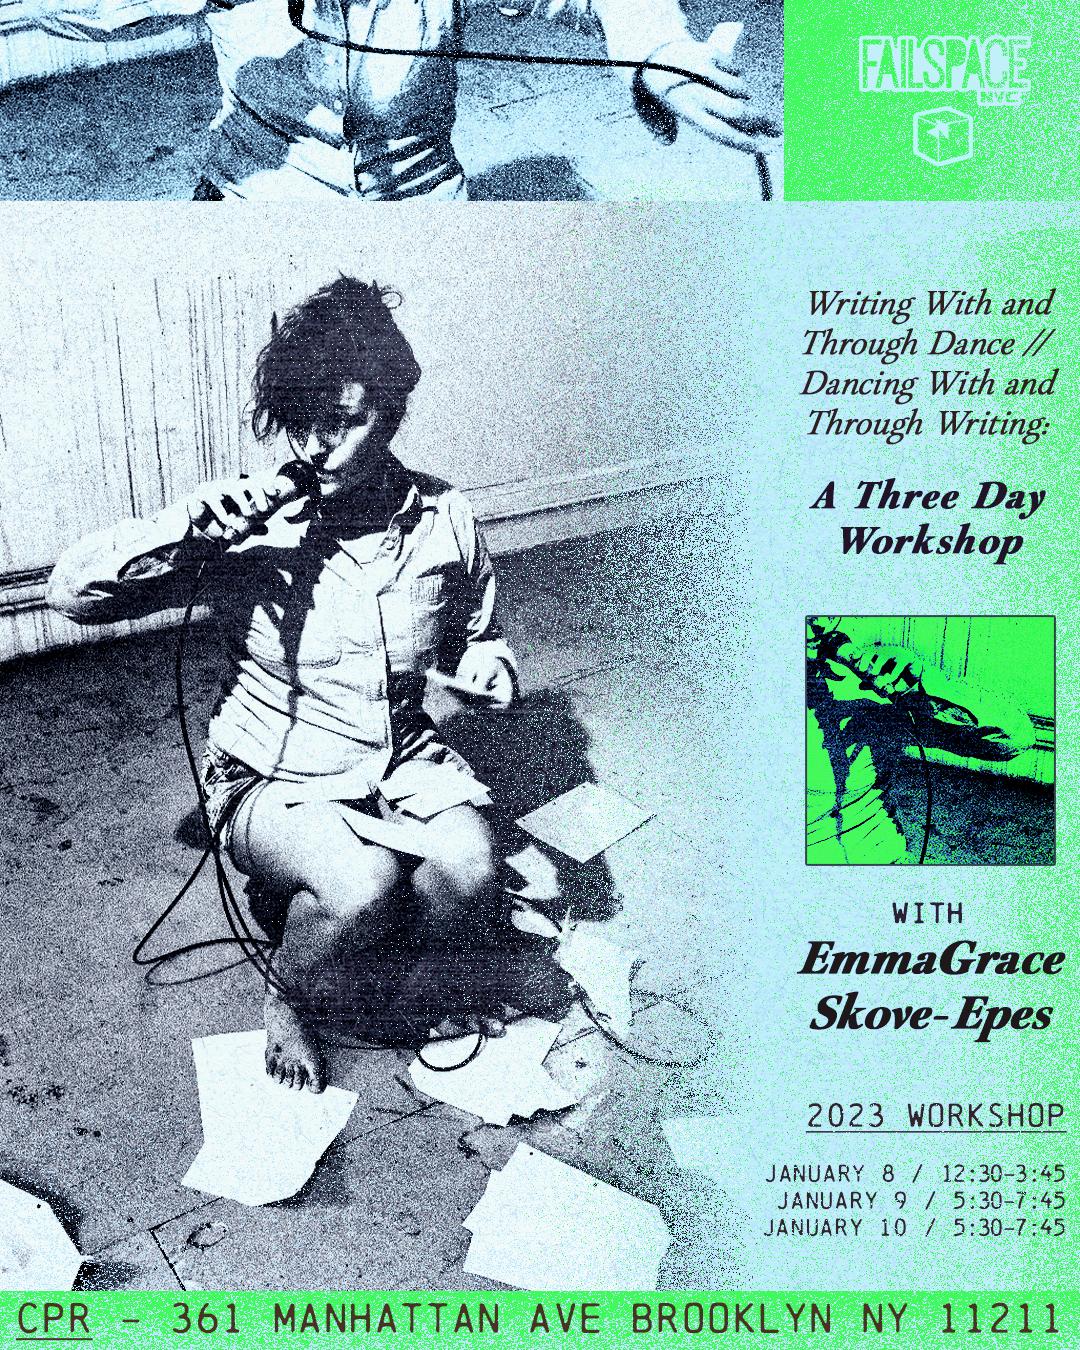 FAILSPACE
NYC
Writing With and
Through Dance //
Dancing With and
Through Writing:
A Three Day
Workshop
WITH
EmmaGrace
Skove-Epes
2023 WORKSHOP
JANUARY 8 / 12:30-3:45
JANUARY 9 / 5:30-7:45
JANUARY 10 / 5:30-7:45
CPR - 361 MANHATTAN AVE BROOKLYN NY 11211